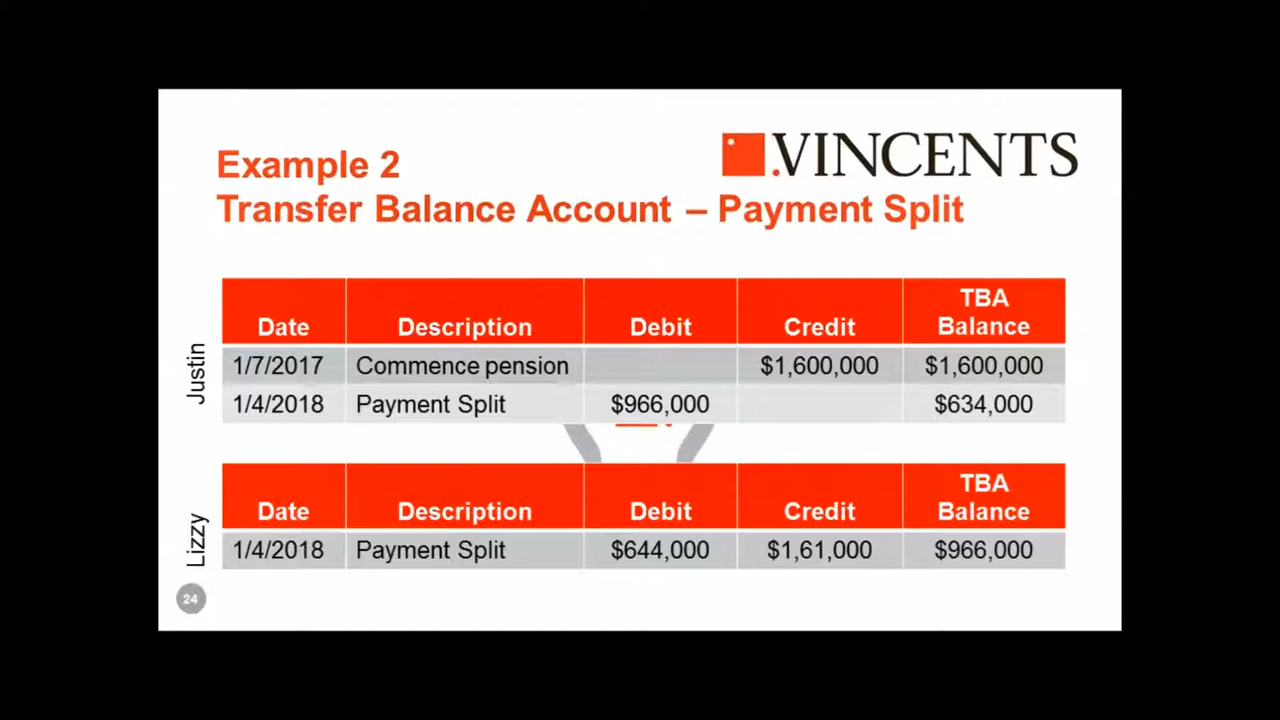 .VINCENTS
Example 2
Transfer Balance Account – Payment Split
Justin
Date Description Debit Credit TBA Balance
1/7/2017 Commence pension $1,600,000 $1,600,000
1/4/2018 Payment Split $966,000 $634,000
Lizzy
Date Description Debit Credit TBA Balance
1/4/2018 Payment Split $644,000 $1,61,000 $966,000
24